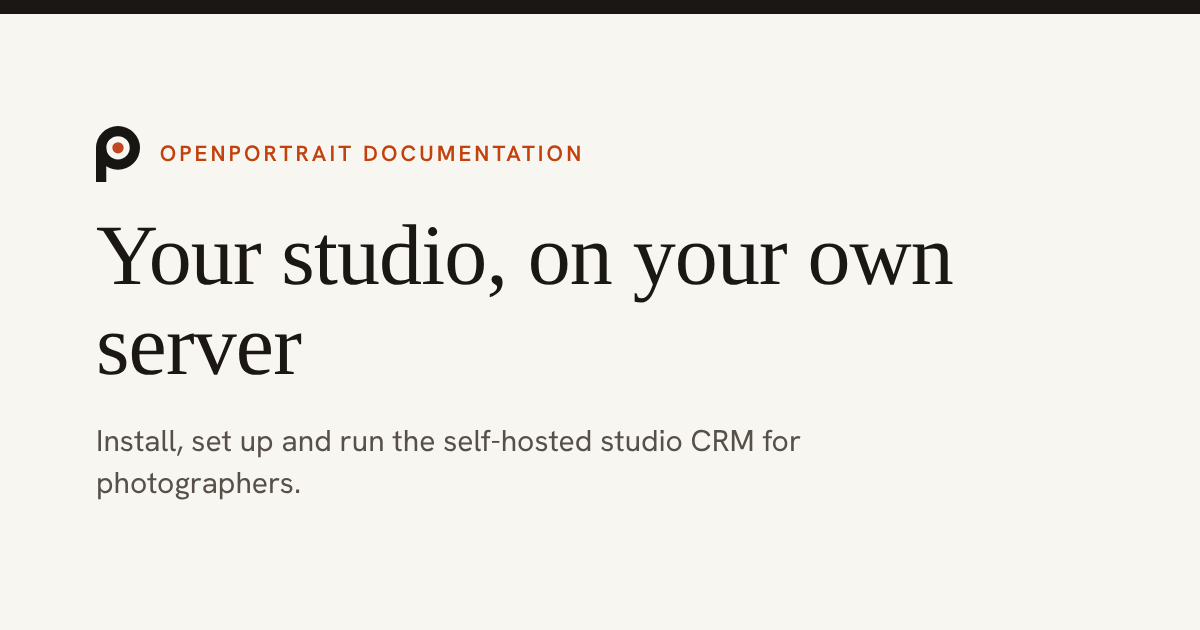 OPENPORTRAIT DOCUMENTATION
Your studio, on your own
server
Install, set up and run the self-hosted studio CRM for
photographers.